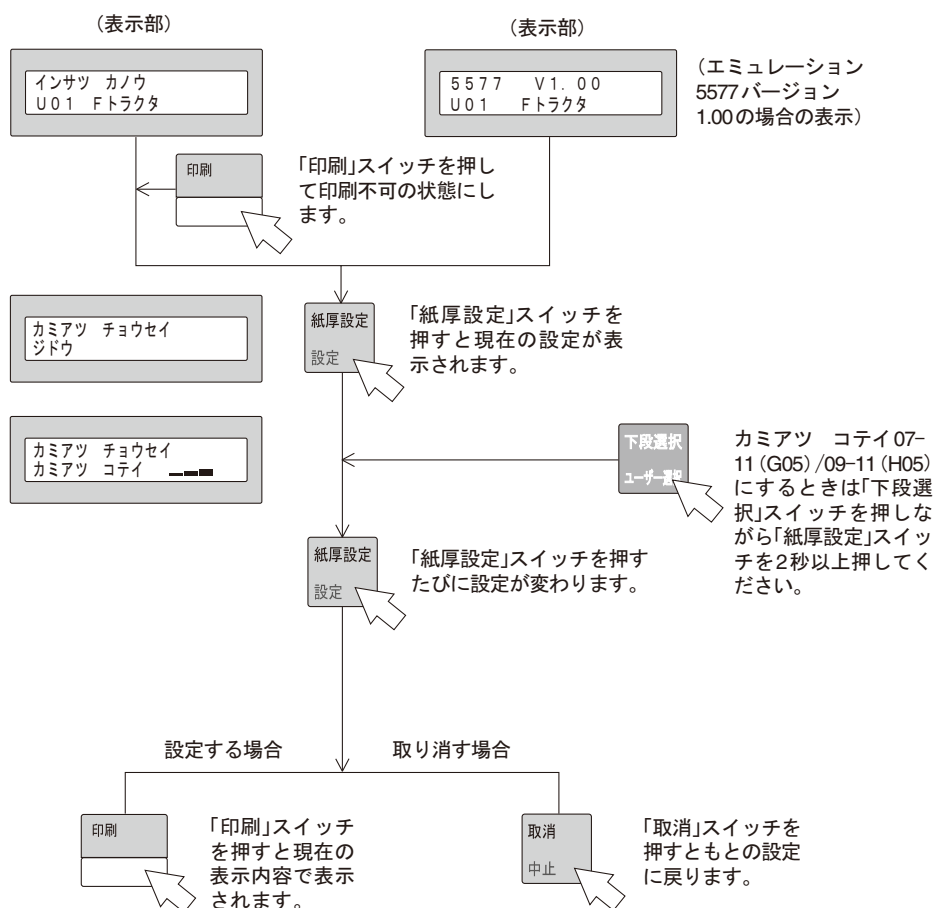 （表示部）
（表示部）
インサツ カノウ
U01 Fトラクタ
5577 V1.00
U01 Fトラクタ
（エミュレーション
5577バージョン
1.00の場合の表示）
印刷
「印刷」スイッチを押し
て印刷不可の状態にし
ます。
カミアツ チョウセイ
ジドウ
紙厚設定
設定
「紙厚設定」スイッチを
押すと現在の設定が表
示されます。
カミアツ チョウセイ
カミアツ コテイ
下段選択
ユーザー選択
カミアツ コテイ07-
11(G05)/09-11(H05)
にするときは「下段選
択」スイッチを押しな
がら「紙厚設定」スイッ
チを2秒以上押してく
ださい。
紙厚設定
設定
「紙厚設定」スイッチを押す
たびに設定が変わります。
設定する場合
取り消す場合
印刷
「印刷」スイッチ
を押すと現在の
表示内容で表示
されます。
取消
中止
「取消」スイッチを
押すともとの設定
に戻ります。